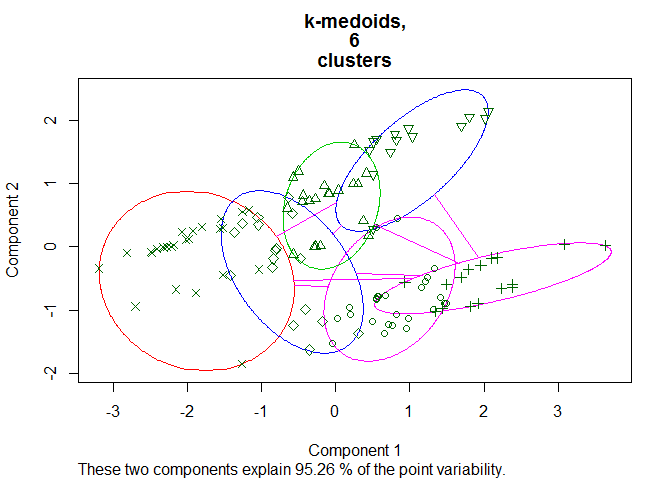 k-medoids,
6
clusters
Component 2
2
1
0
-1
-2
-3
-2
-1
0
1
2
3
Component 1
These two components explain 95.26 % of the point variability.